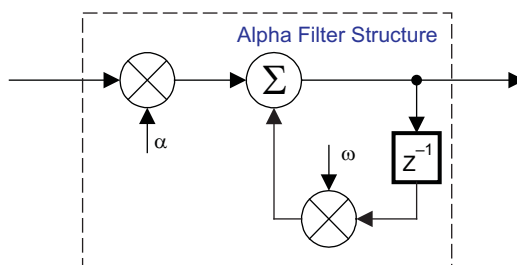 Alpha Filter Structure
Σ
α
ω
z–1